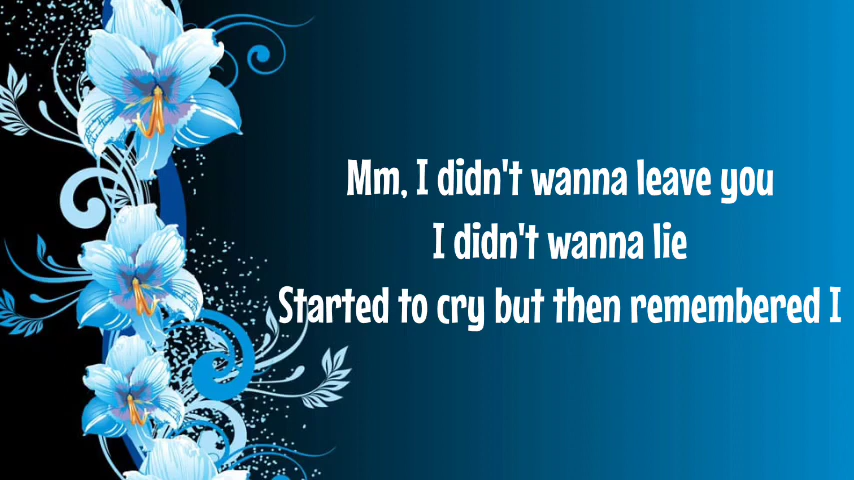 Mm, I didn't wanna leave you
I didn't wanna lie
Started to cry but then remembered I